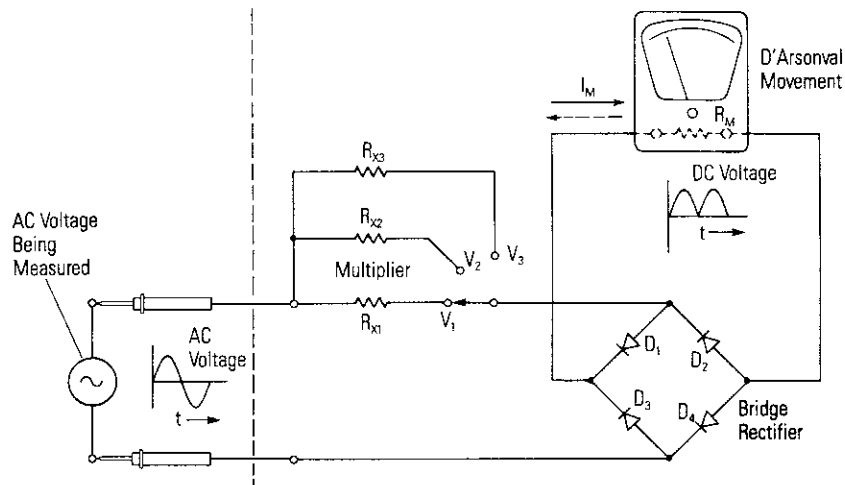 D'Arsonval
Movement
I_M
R_M
R_X3
DC Voltage
t
AC Voltage
Being
Measured
R_X2
V_2
V_3
Multiplier
R_X1
V_1
AC
Voltage
t
D_1
D_2
D_3
D_4
Bridge
Rectifier